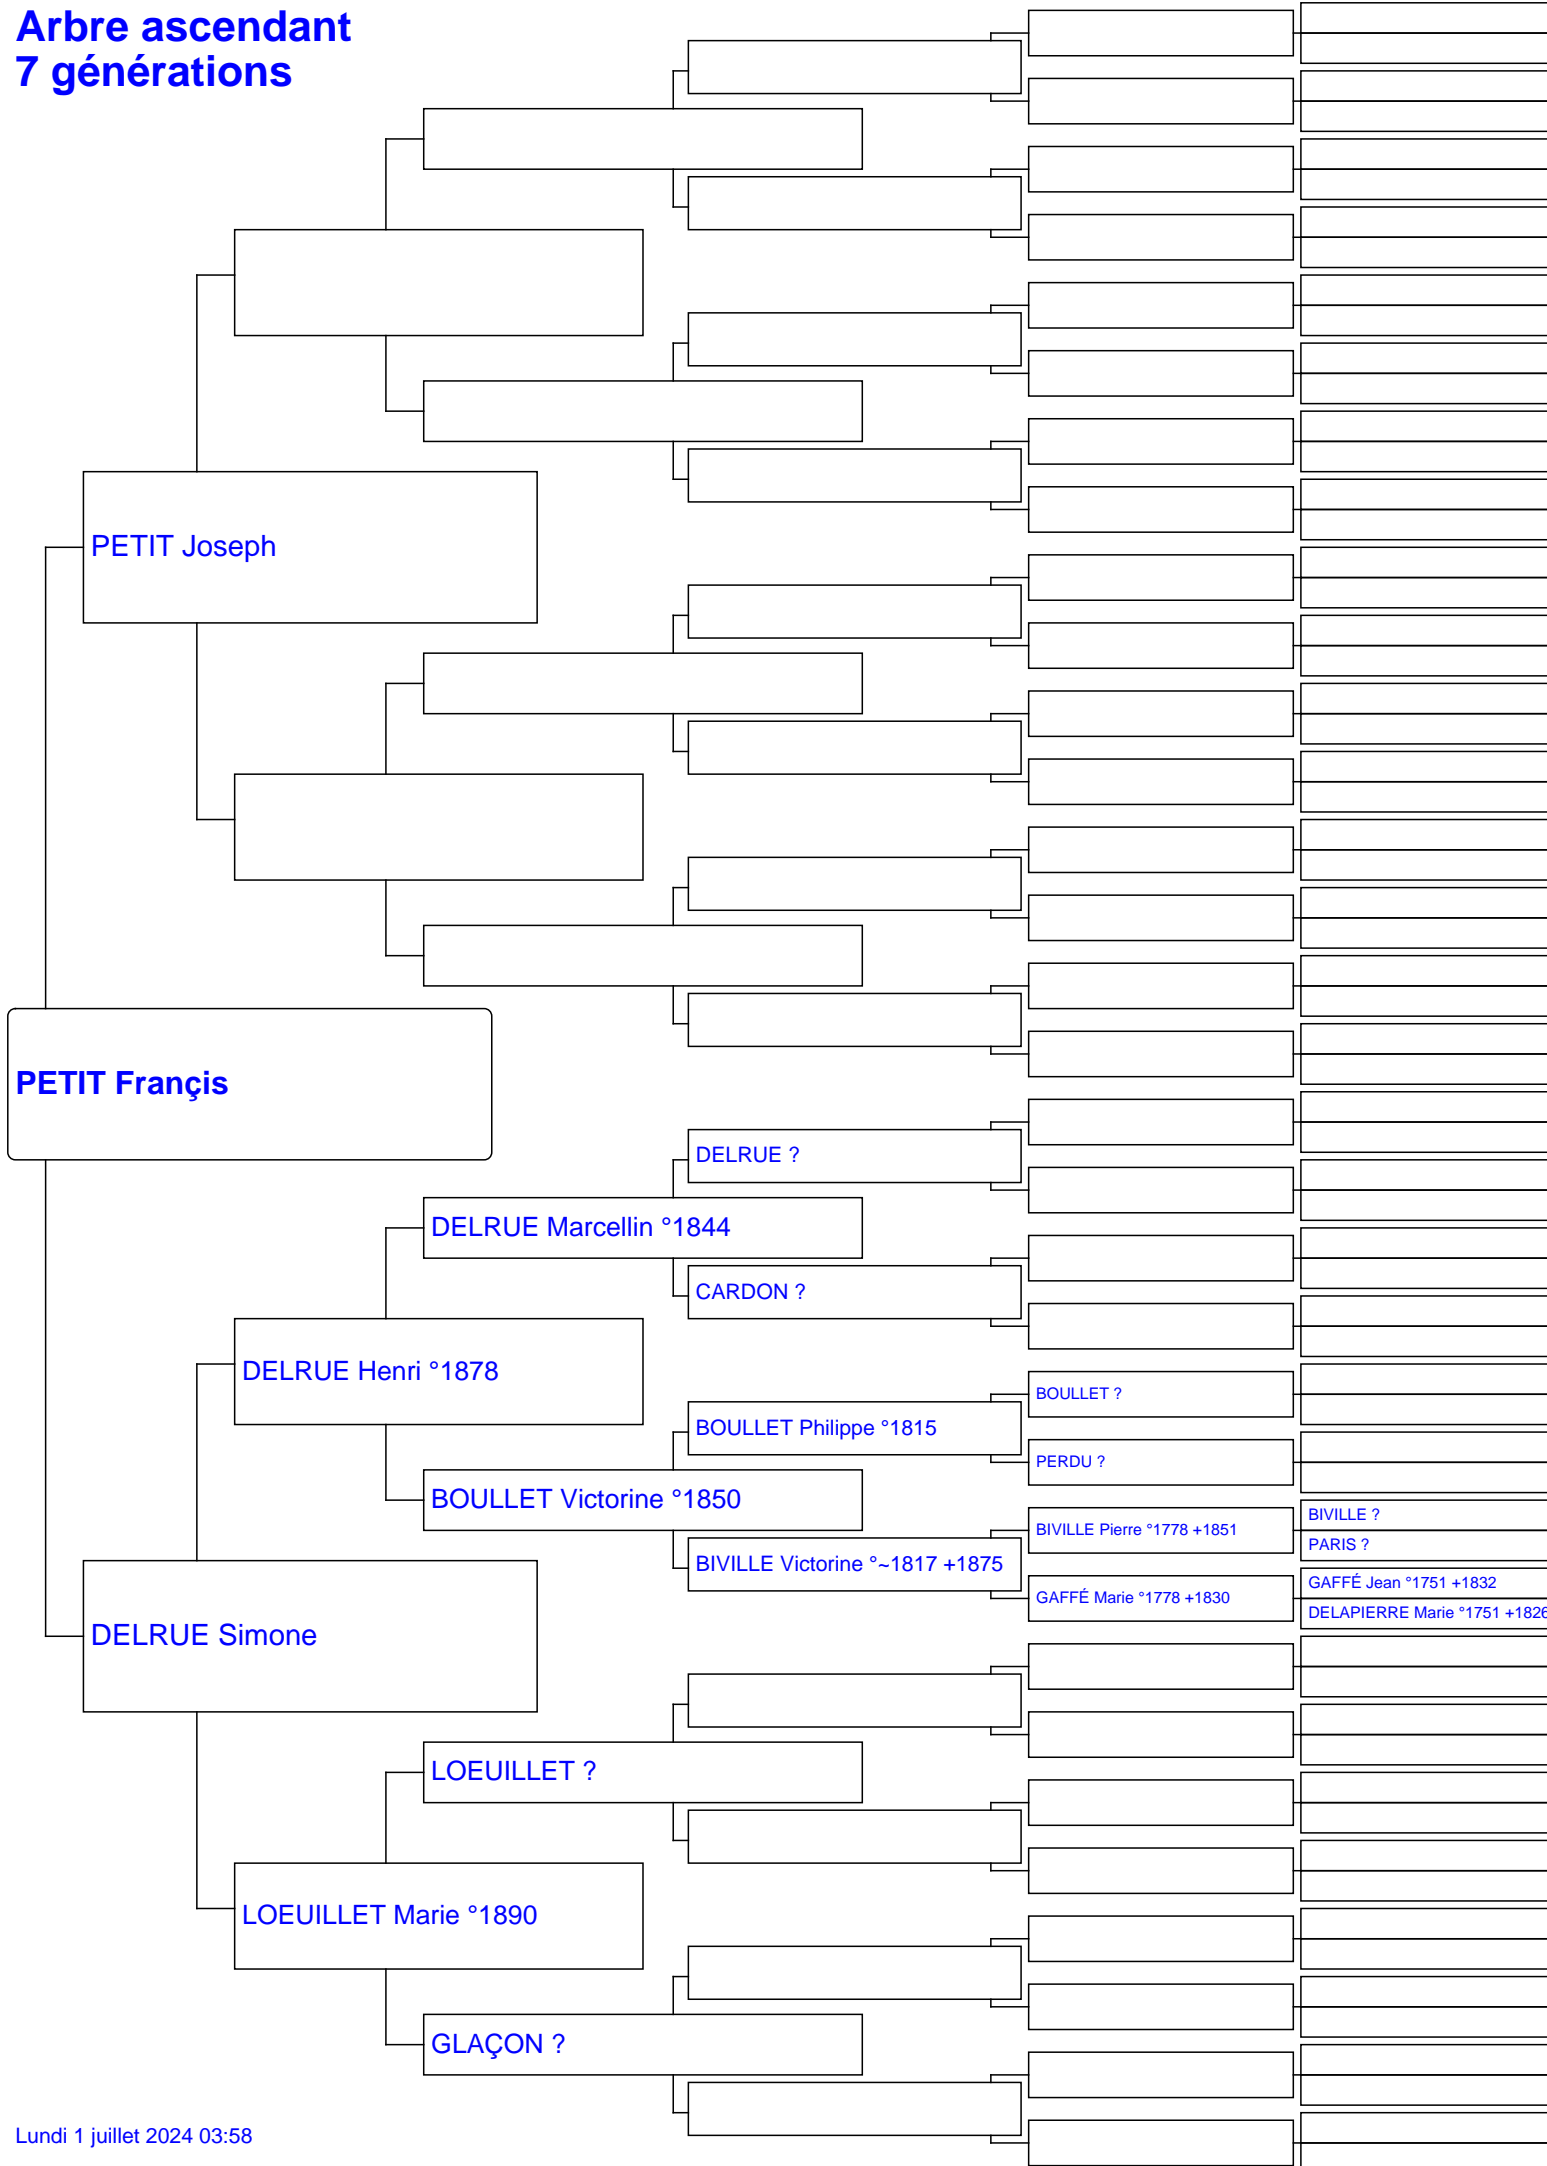 Arbre ascendant
7 générations
PETIT Joseph
PETIT Françis
DELRUE ?
DELRUE Marcellin °1844
CARDON ?
DELRUE Henri °1878
BOULLET ?
BOULLET Philippe °1815
PERDU ?
BOULLET Victorine °1850
BIVILLE ?
BIVILLE Pierre °1778 +1851
PARIS ?
BIVILLE Victorine °~1817 +1875
GAFFÉ Jean °1751 +1832
GAFFÉ Marie °1778 +1830
DELAPIERRE Marie °1751 +1826
DELRUE Simone
LOEUILLET ?
LOEUILLET Marie °1890
GLAÇON ?
Lundi 1 juillet 2024 03:58